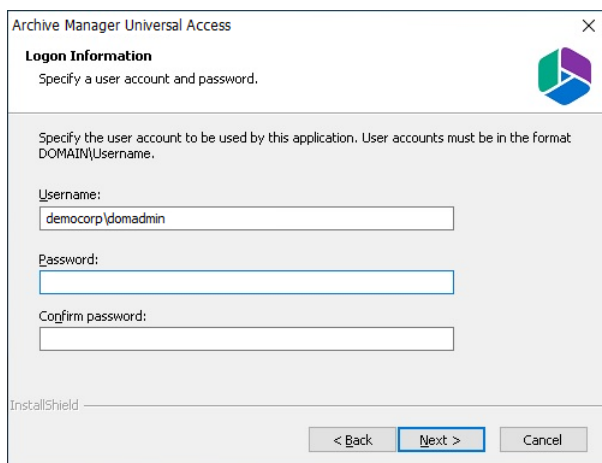 Archive Manager Universal Access
Logon Information
Specify a user account and password.
Specify the user account to be used by this application. User accounts must be in the format
DOMAIN\Username.
Username:
democorp\domadmin
Password:
Confirm password:
InstallShield
< Back
Next >
Cancel